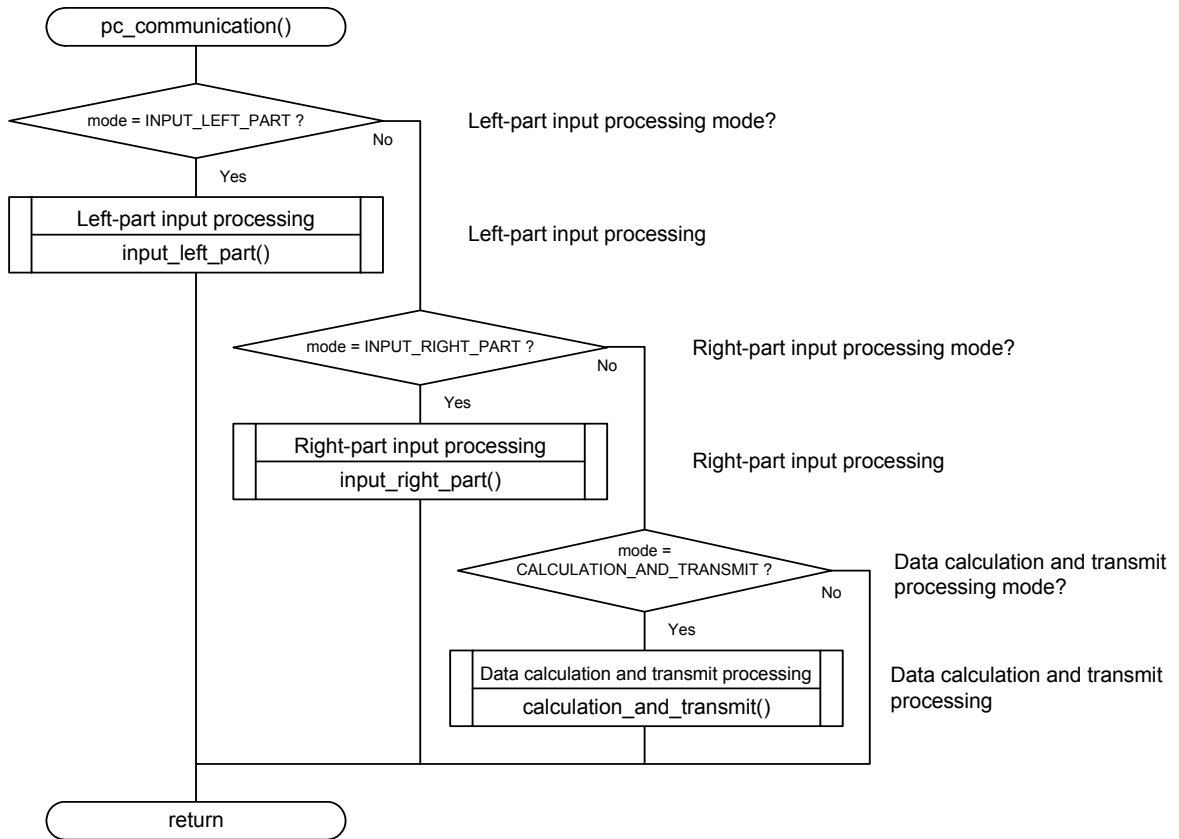 pc_communication()
mode = INPUT_LEFT_PART ?
No
Left-part input processing mode?
Yes
Left-part input processing
input_left_part()
Left-part input processing
mode = INPUT_RIGHT_PART ?
No
Right-part input processing mode?
Yes
Right-part input processing
input_right_part()
Right-part input processing
mode =
CALCULATION_AND_TRANSMIT ?
No
Data calculation and transmit
processing mode?
Yes
Data calculation and transmit processing
calculation_and_transmit()
Data calculation and transmit
processing
return